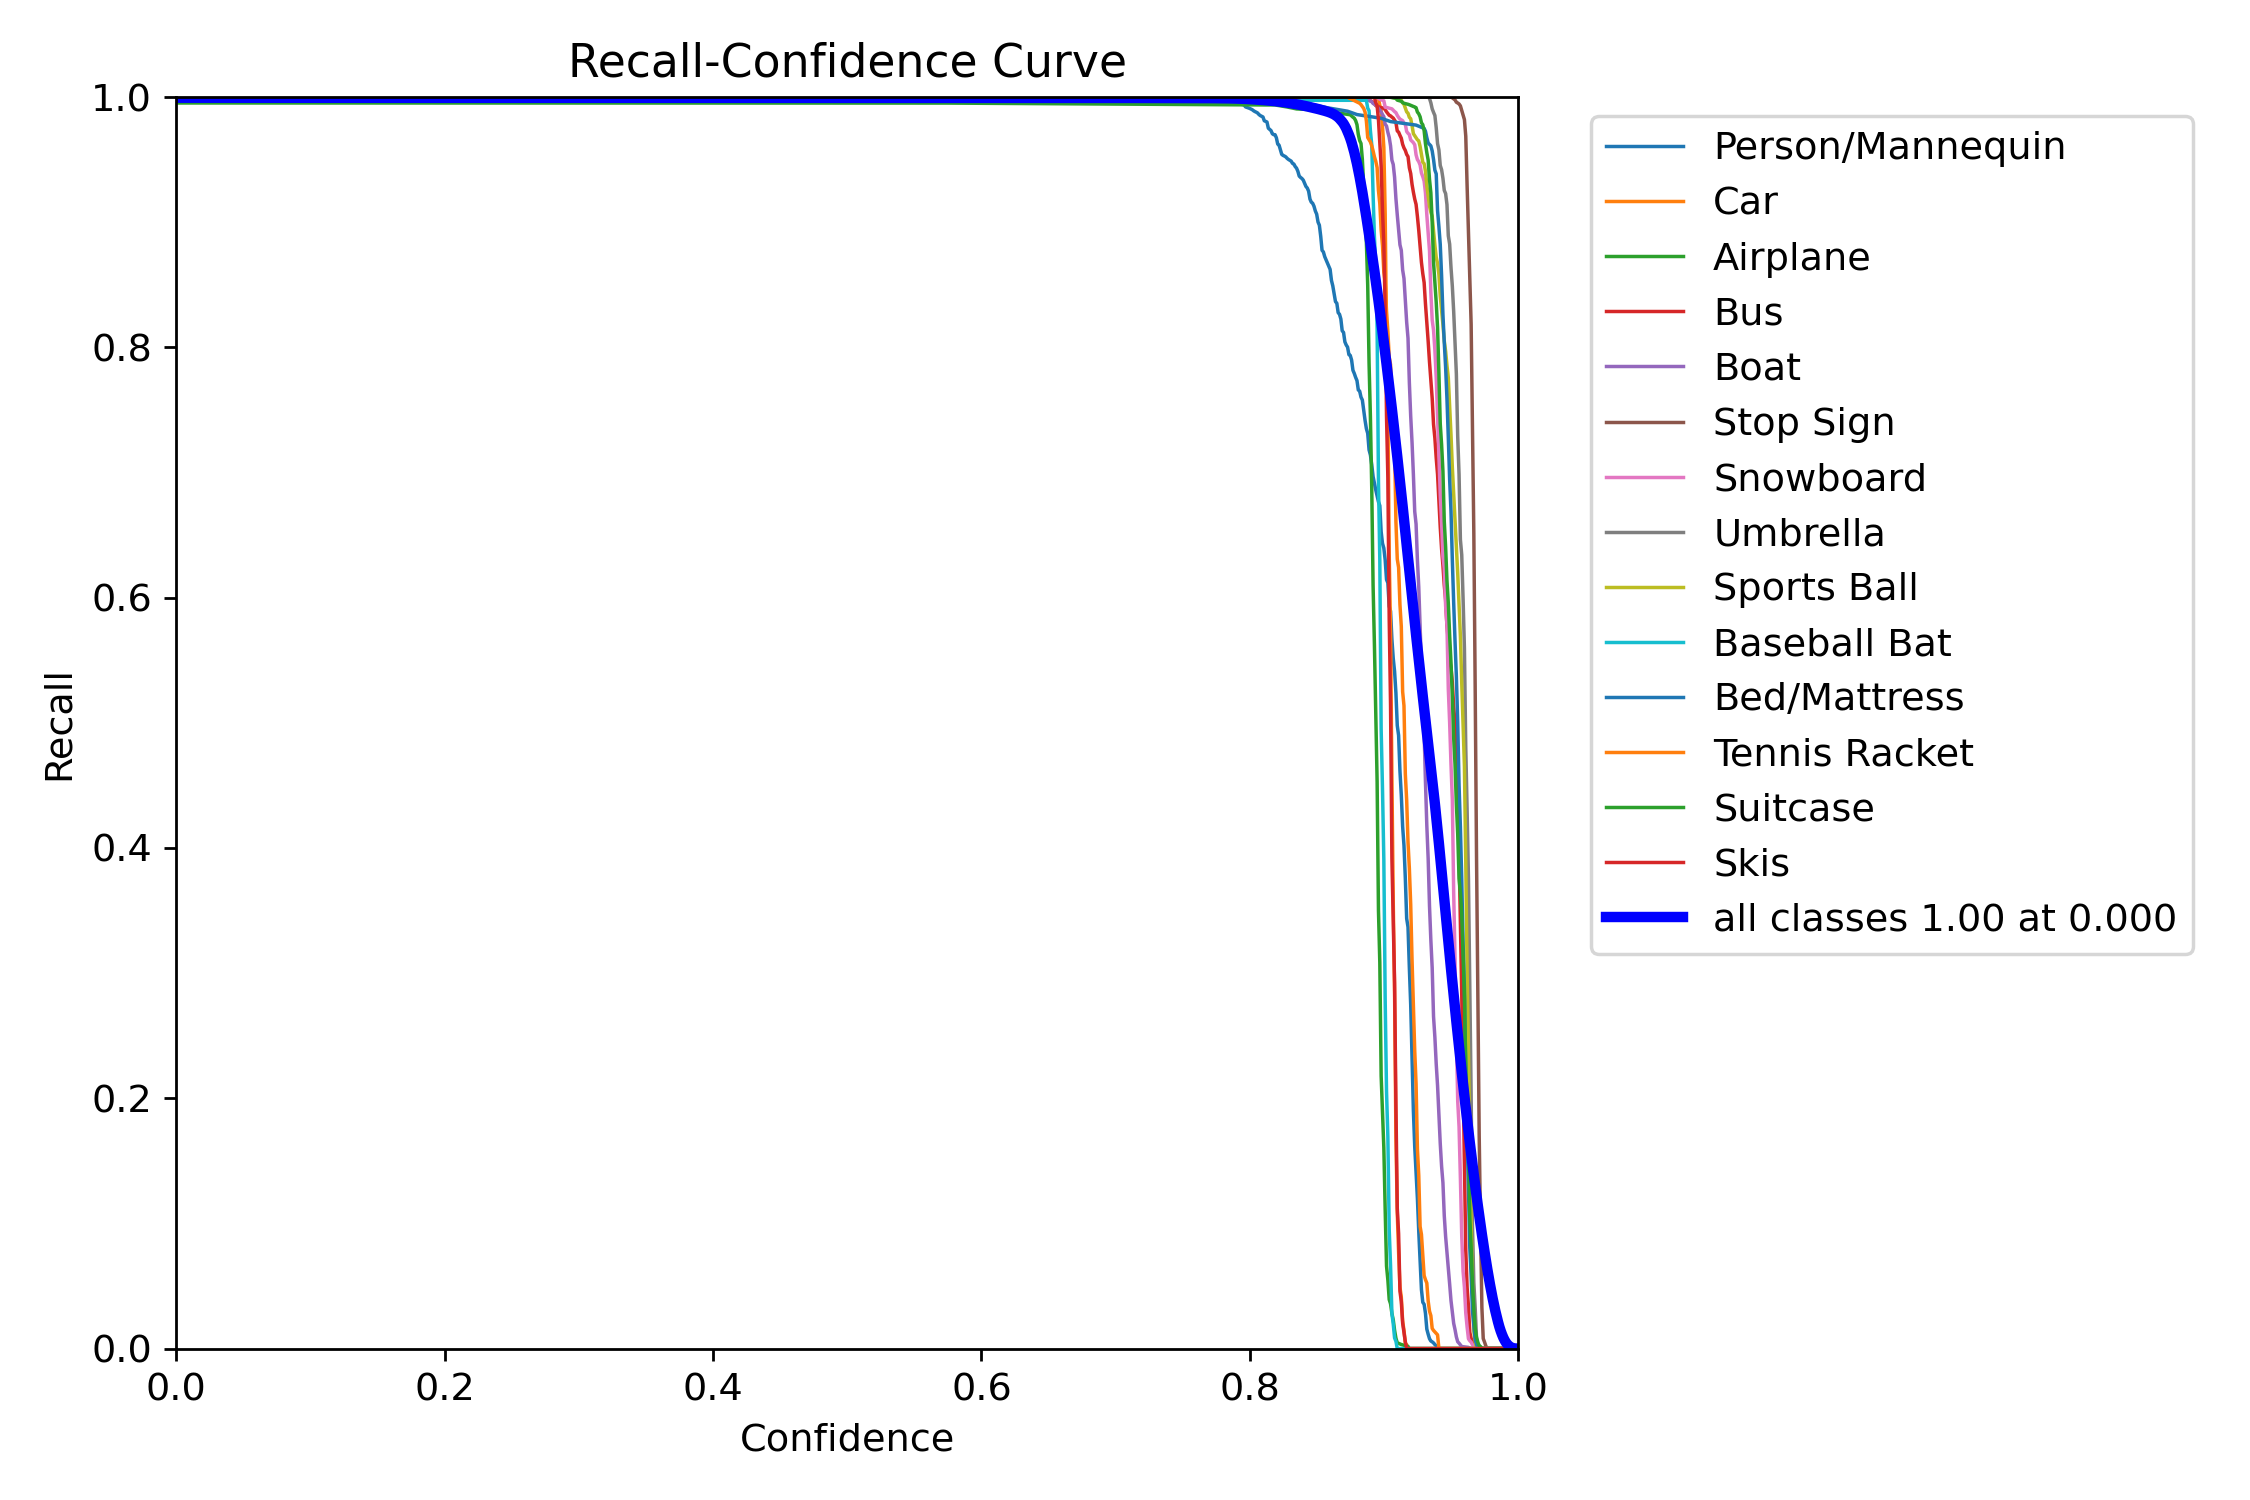 Recall-Confidence Curve
1.0
0.8
0.6
0.4
0.2
0.0
Recall
0.0 0.2 0.4 0.6 0.8 1.0
Confidence
Person/Mannequin
Car
Airplane
Bus
Boat
Stop Sign
Snowboard
Umbrella
Sports Ball
Baseball Bat
Bed/Mattress
Tennis Racket
Suitcase
Skis
all classes 1.00 at 0.000